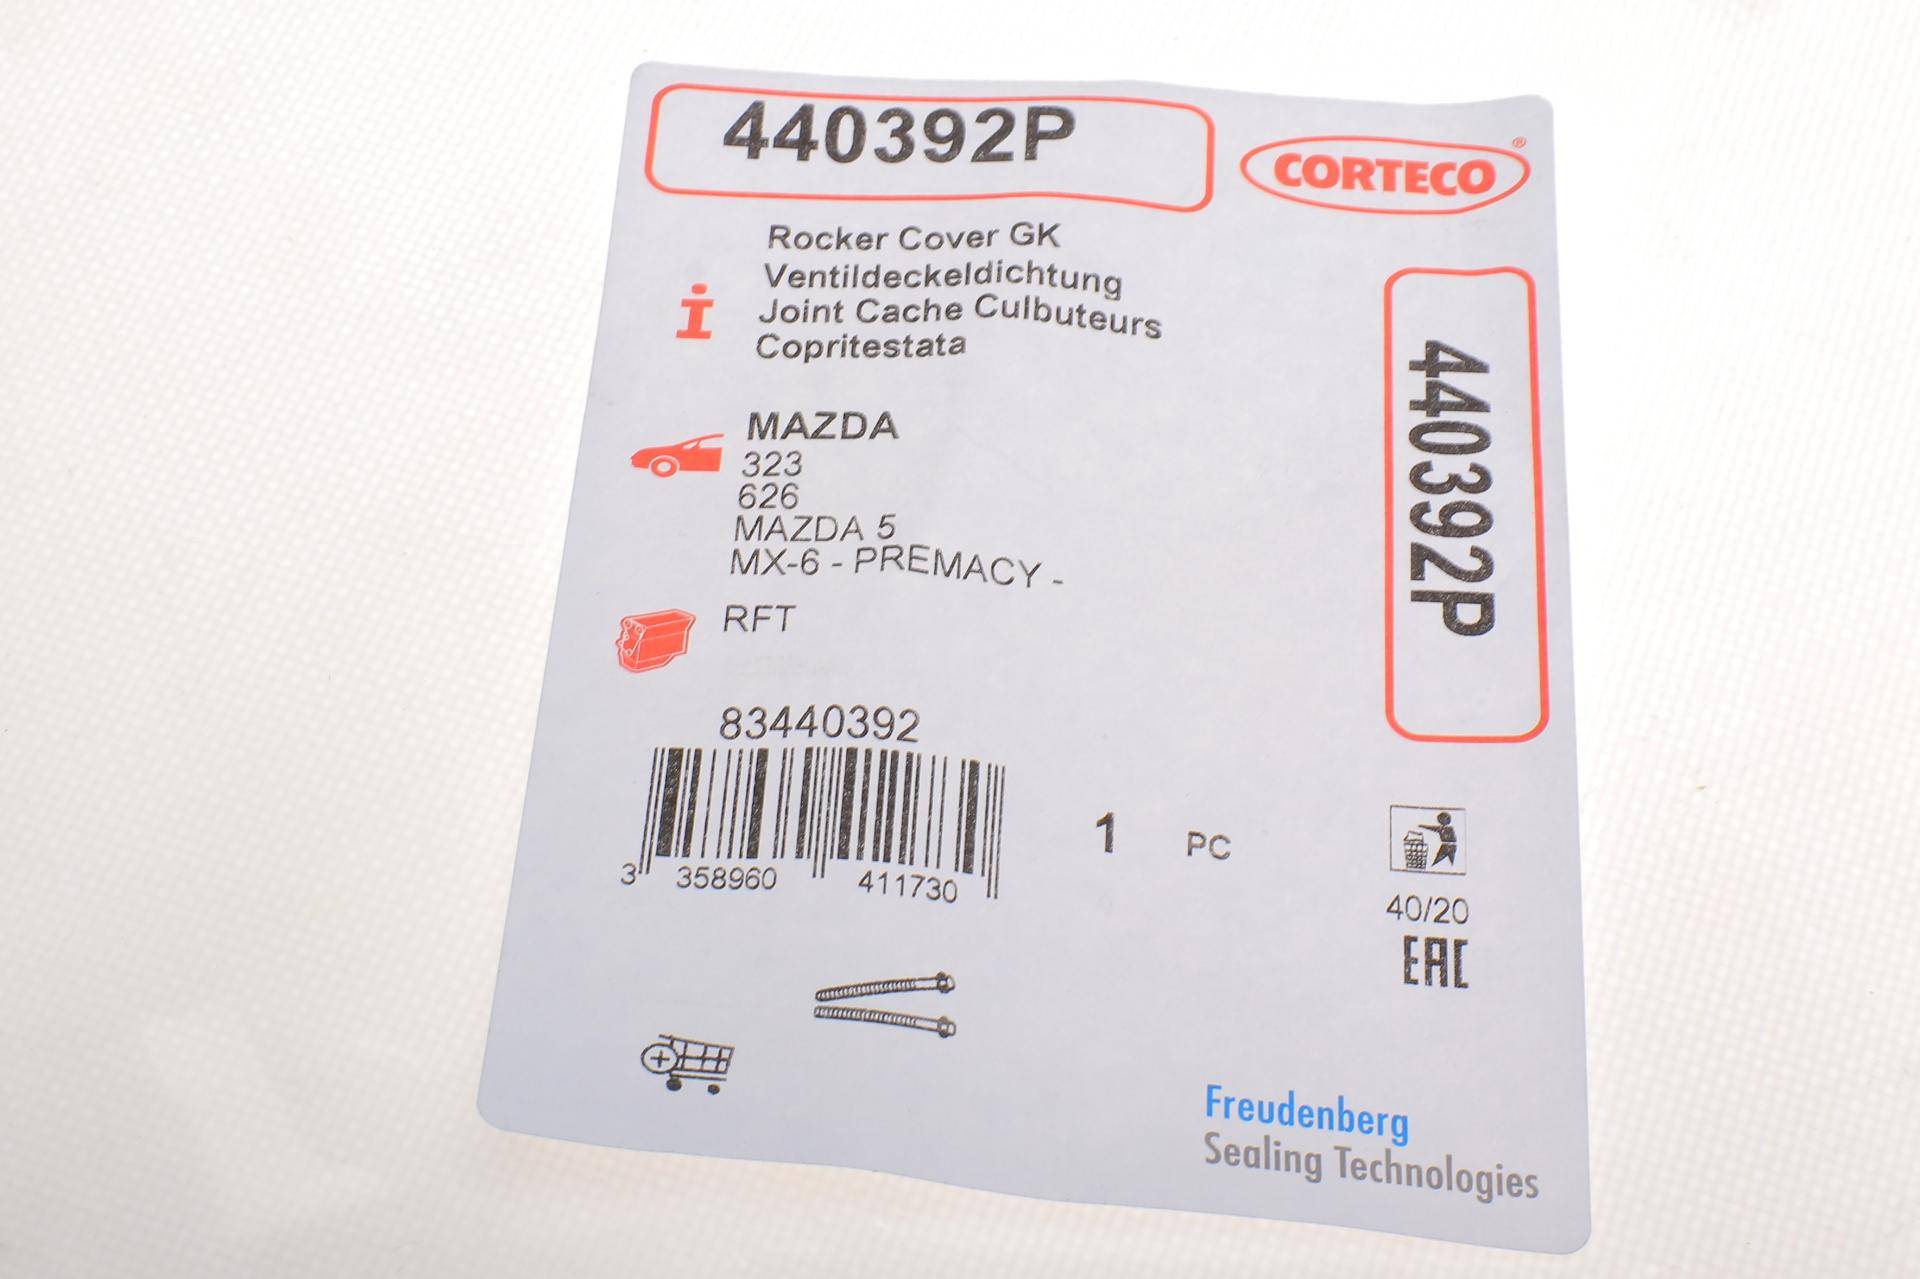 440392P
CORTECO®
Rocker Cover GK
Ventildeckeldichtung
Joint Cache Culbuteurs
Copritestata
i
440392P
MAZDA
323
626
MAZDA 5
MX-6 - PREMACY -
RFT
83440392
3 358960 411730
1 PC
40/20
EAC
Freudenberg
Sealing Technologies